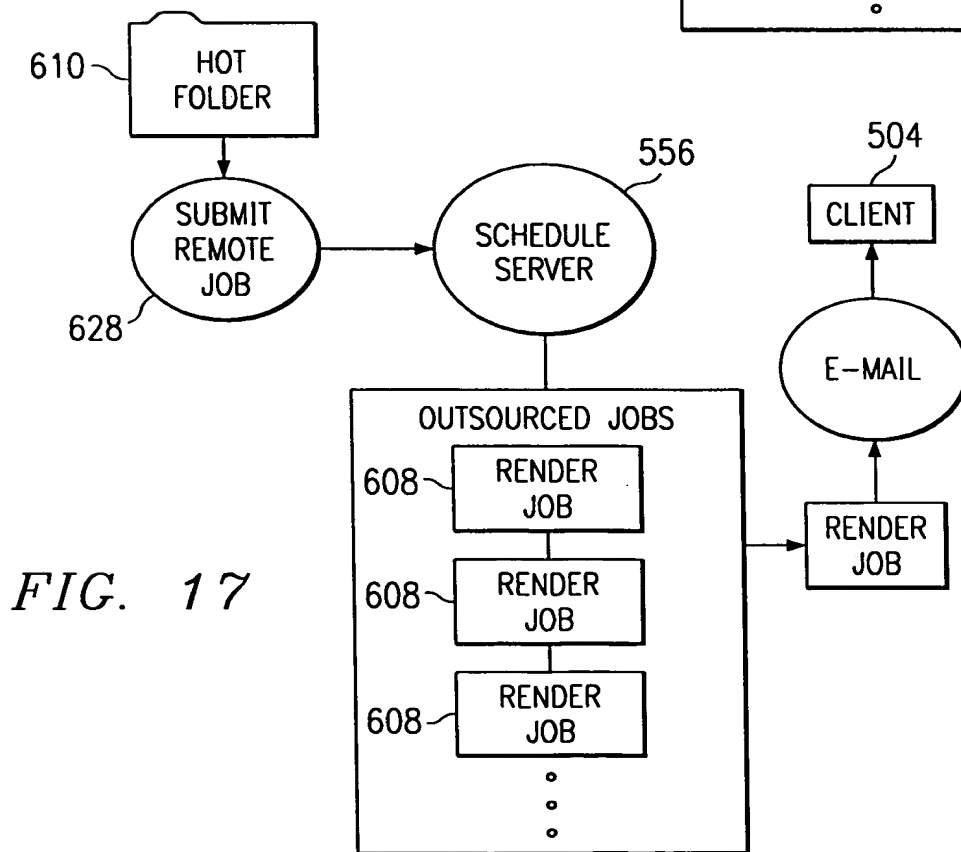 610
HOT
FOLDER
SUBMIT
REMOTE
JOB
628
SCHEDULE
SERVER
556
504
CLIENT
E-MAIL
OUTSOURCED JOBS
608
RENDER
JOB
608
RENDER
JOB
608
RENDER
JOB
RENDER
JOB
FIG. 17